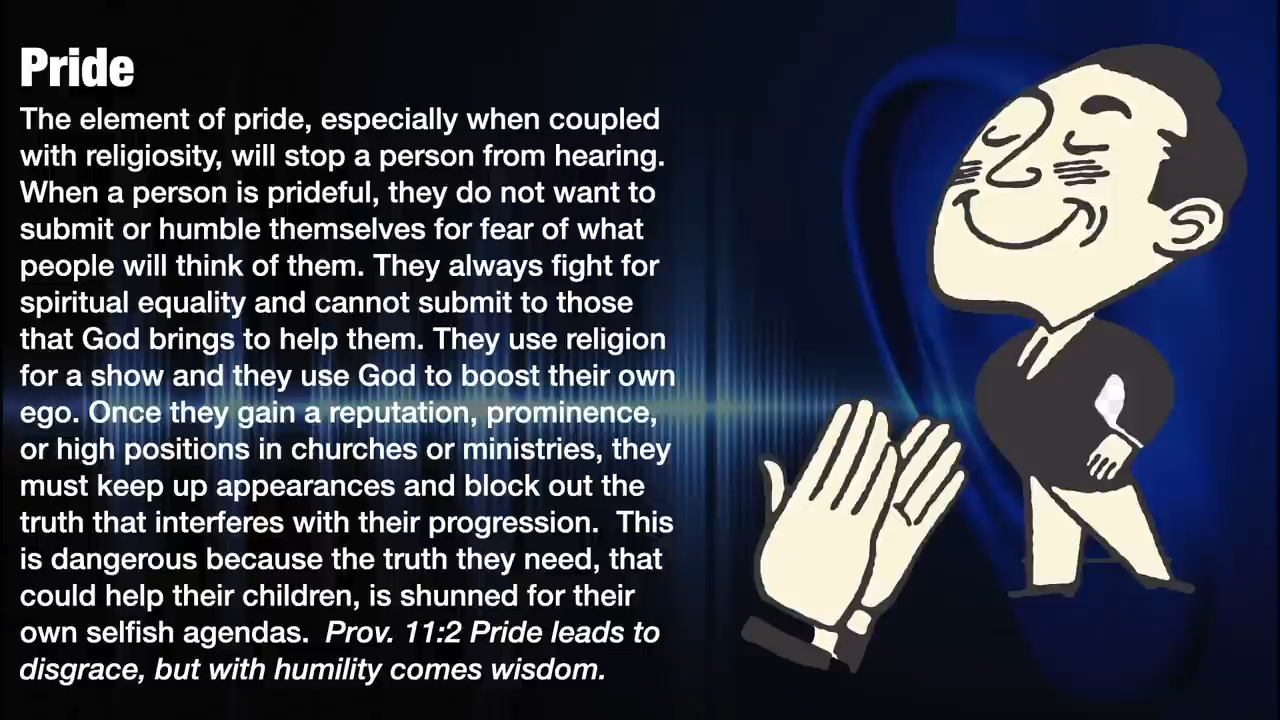 Pride
The element of pride, especially when coupled
with religiosity, will stop a person from hearing.
When a person is prideful, they do not want to
submit or humble themselves for fear of what
people will think of them. They always fight for
spiritual equality and cannot submit to those
that God brings to help them. They use religion
for a show and they use God to boost their own
ego. Once they gain a reputation, prominence,
or high positions in churches or ministries, they
must keep up appearances and block out the
truth that interferes with their progression.  This
is dangerous because the truth they need, that
could help their children, is shunned for their
own selfish agendas.  Prov. 11:2 Pride leads to
disgrace, but with humility comes wisdom.